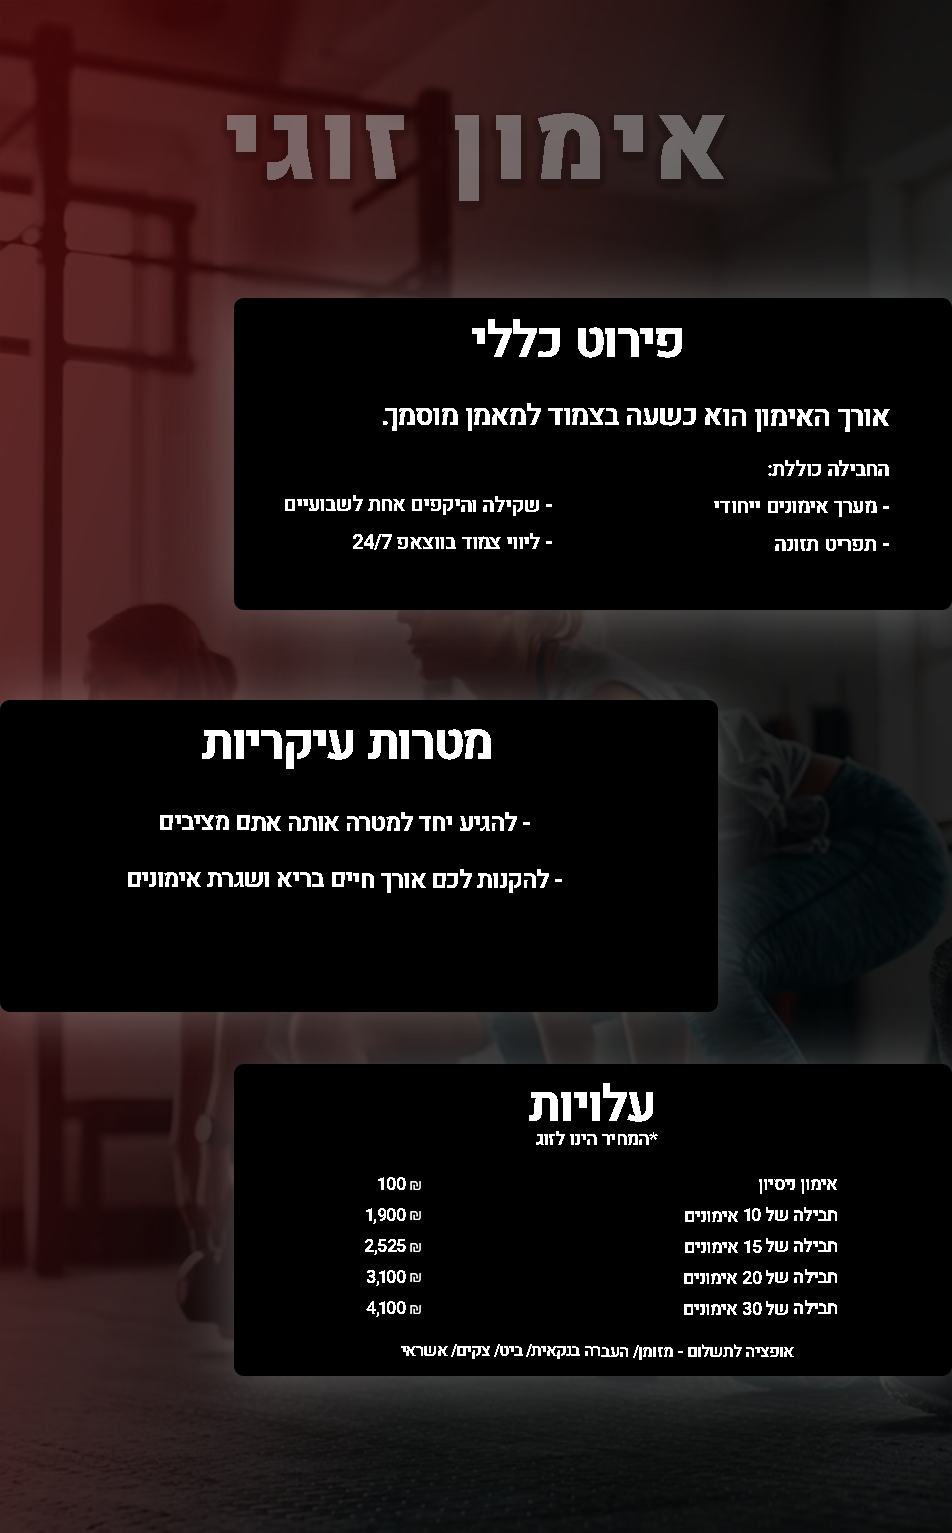 אימון זוגי
פירוט כללי
אורך האימון הוא כשעה בצמוד למאמן מוסמך.
החבילה כוללת:
- מערך אימונים ייחודי
- תפריט תזונה
- שקילה והיקפים אחת לשבועיים
- ליווי צמוד בווצאפ 24/7
מטרות עיקריות
- להגיע יחד למטרה אותה אתם מציבים
- להקנות לכם אורך חיים בריא ושגרת אימונים
עלויות
*המחיר הינו לזוג
אימון ניסיון 100 ₪
חבילה של 10 אימונים 1,900 ₪
חבילה של 15 אימונים 2,525 ₪
חבילה של 20 אימונים 3,100 ₪
חבילה של 30 אימונים 4,100 ₪
אופציה לתשלום - מזומן/ העברה בנקאית/ ביט/ צקים/ אשראי